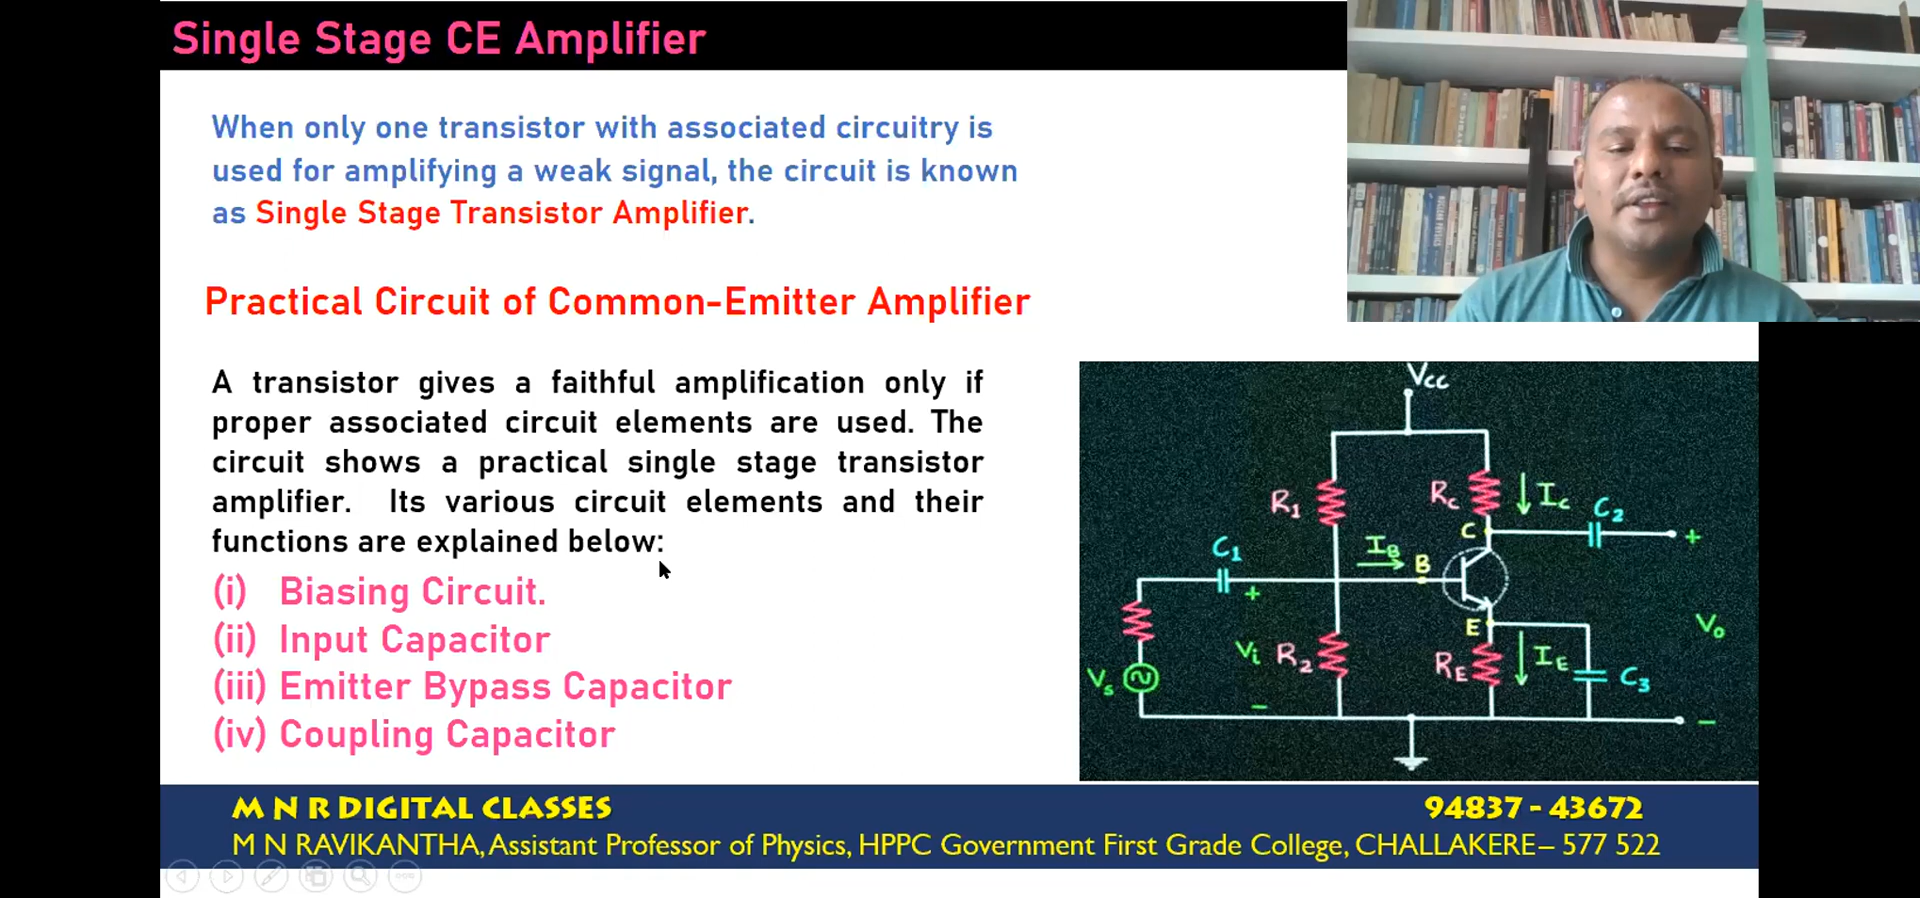 Single Stage CE Amplifier
When only one transistor with associated circuitry is
used for amplifying a weak signal, the circuit is known
as Single Stage Transistor Amplifier.
Practical Circuit of Common-Emitter Amplifier
A transistor gives a faithful amplification only if
proper associated circuit elements are used. The
circuit shows a practical single stage transistor
amplifier. Its various circuit elements and their
functions are explained below:
(i) Biasing Circuit.
(ii) Input Capacitor
(iii) Emitter Bypass Capacitor
(iv) Coupling Capacitor
Vcc
R1
Rc
Ic
C2
C
+
C1
IB
B
+
E
Vo
Vi
R2
RE
IE
C3
Vs
-
-
M N R DIGITAL CLASSES
94837 - 43672
M N RAVIKANTHA, Assistant Professor of Physics, HPPC Government First Grade College, CHALLAKERE– 577 522